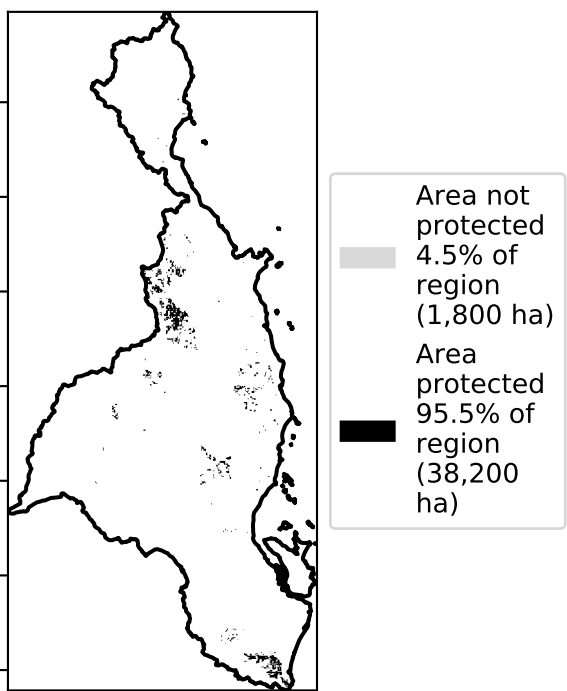 Area not
protected
4.5% of
region
(1,800 ha)
Area
protected
95.5% of
region
(38,200
ha)